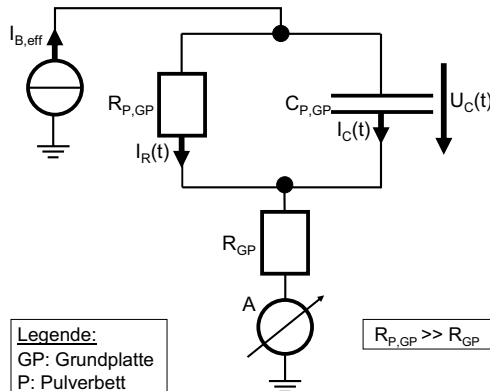 I_B,eff
R_P,GP
C_P,GP
U_C(t)
I_R(t)
I_C(t)
R_GP
A
Legende:
GP: Grundplatte
P: Pulverbett
R_P,GP >> R_GP